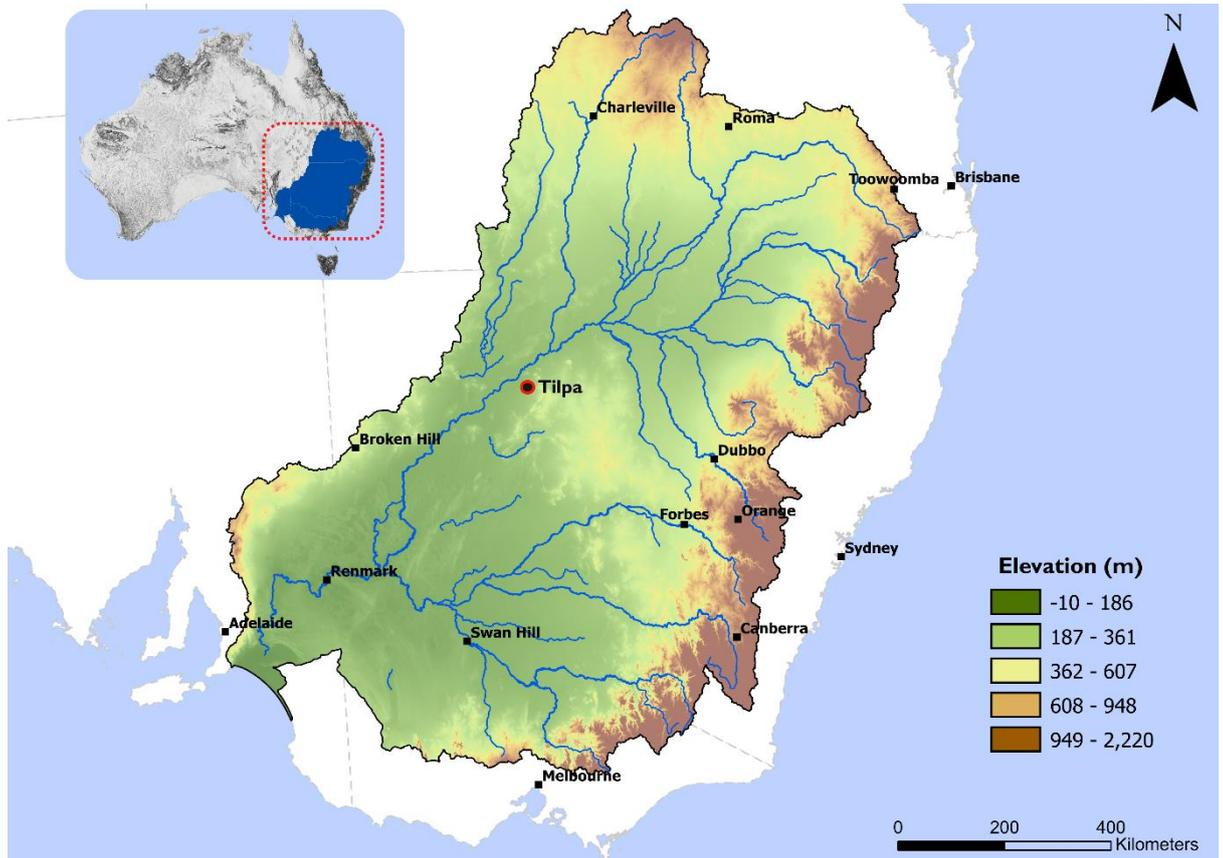 N
Charleville
Roma
Toowoomba
Brisbane
Tilpa
Broken Hill
Dubbo
Forbes
Orange
Sydney
Renmark
Adelaide
Swan Hill
Canberra
Melbourne
Elevation (m)
-10 - 186
187 - 361
362 - 607
608 - 948
949 - 2,220
0 200 400
Kilometers